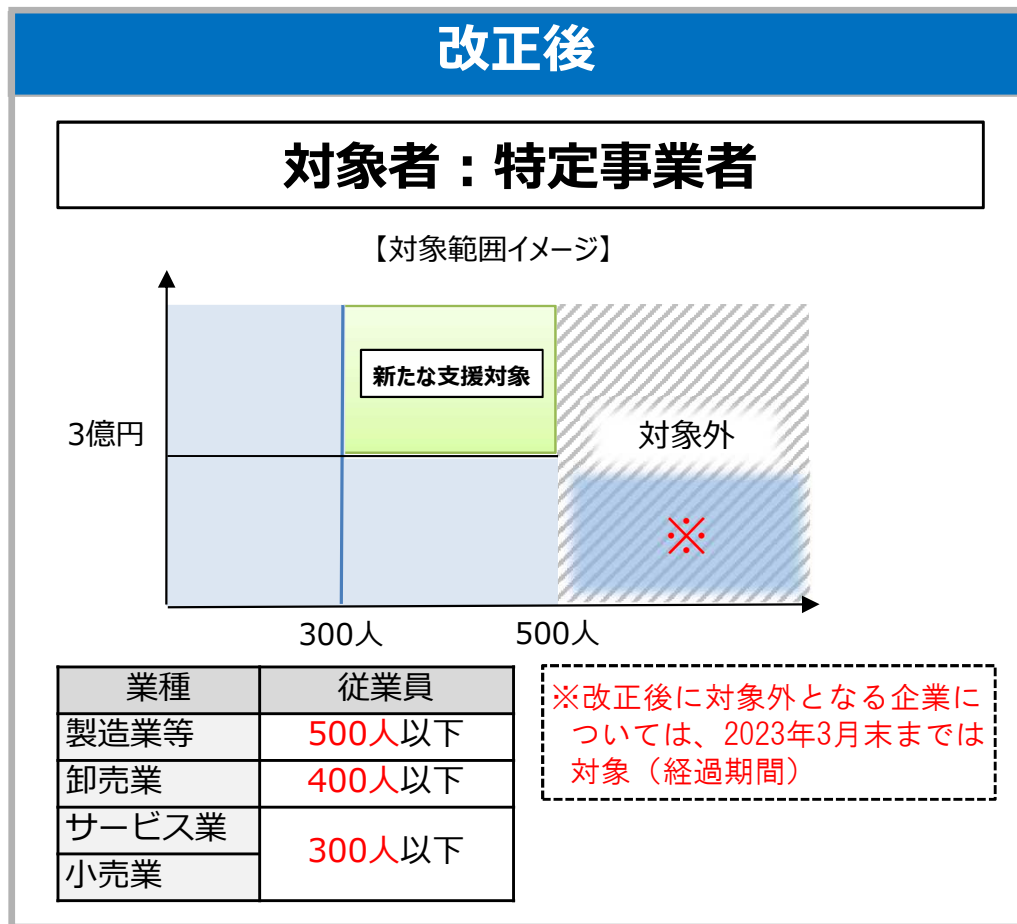 改正後
対象者：特定事業者
【対象範囲イメージ】
新たな支援対象
3億円
対象外
※
300人
500人
業種 従業員
製造業等 500人以下
卸売業 400人以下
サービス業 300人以下
小売業
※改正後に対象外となる企業に
ついては、2023年3月末までは
対象（経過期間）